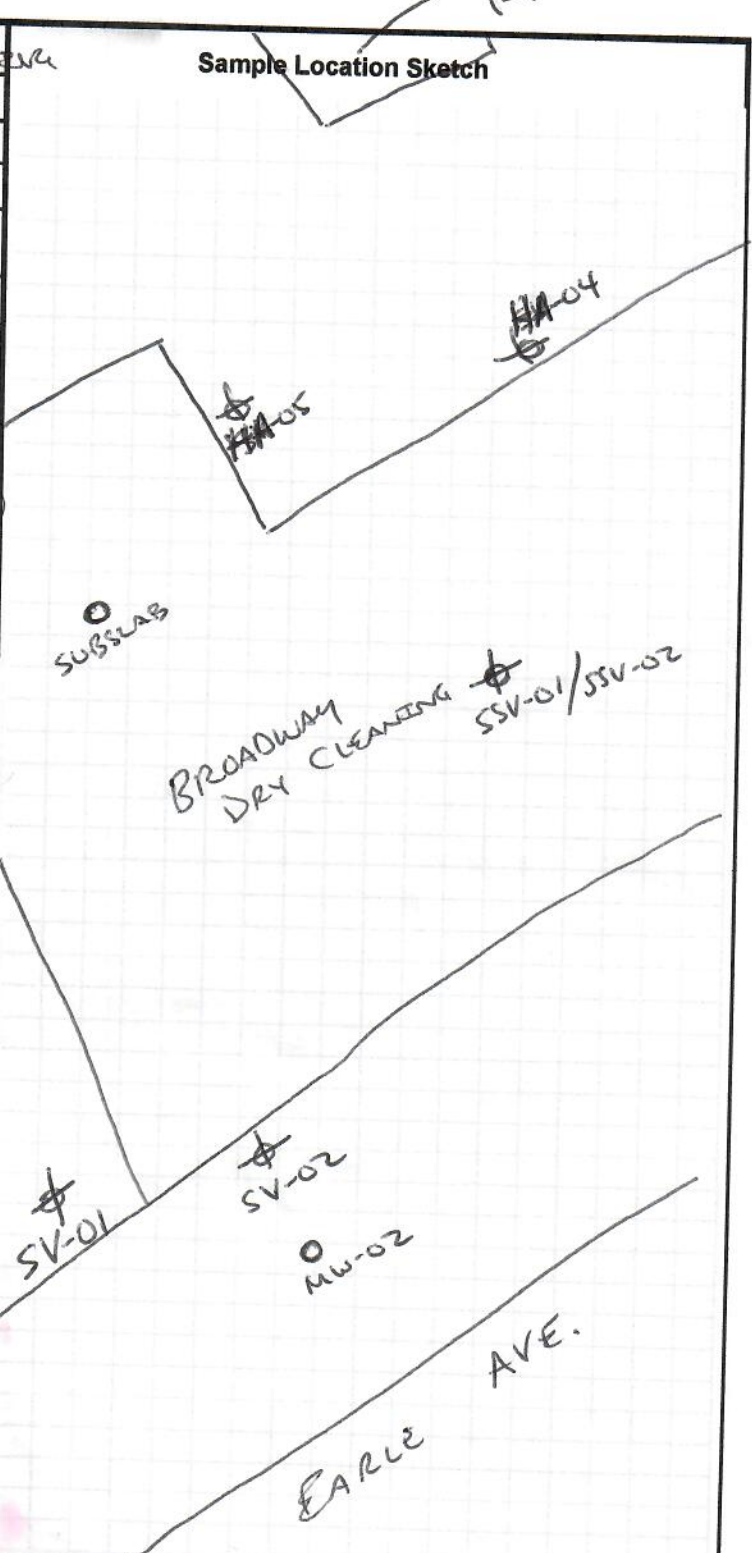 Sample Location Sketch
HA-04
HA-05
SUBSLAB
BROADWAY
DRY CLEANING
SSV-01/SSV-02
SV-02
SV-01
MW-02
EARLE AVE.